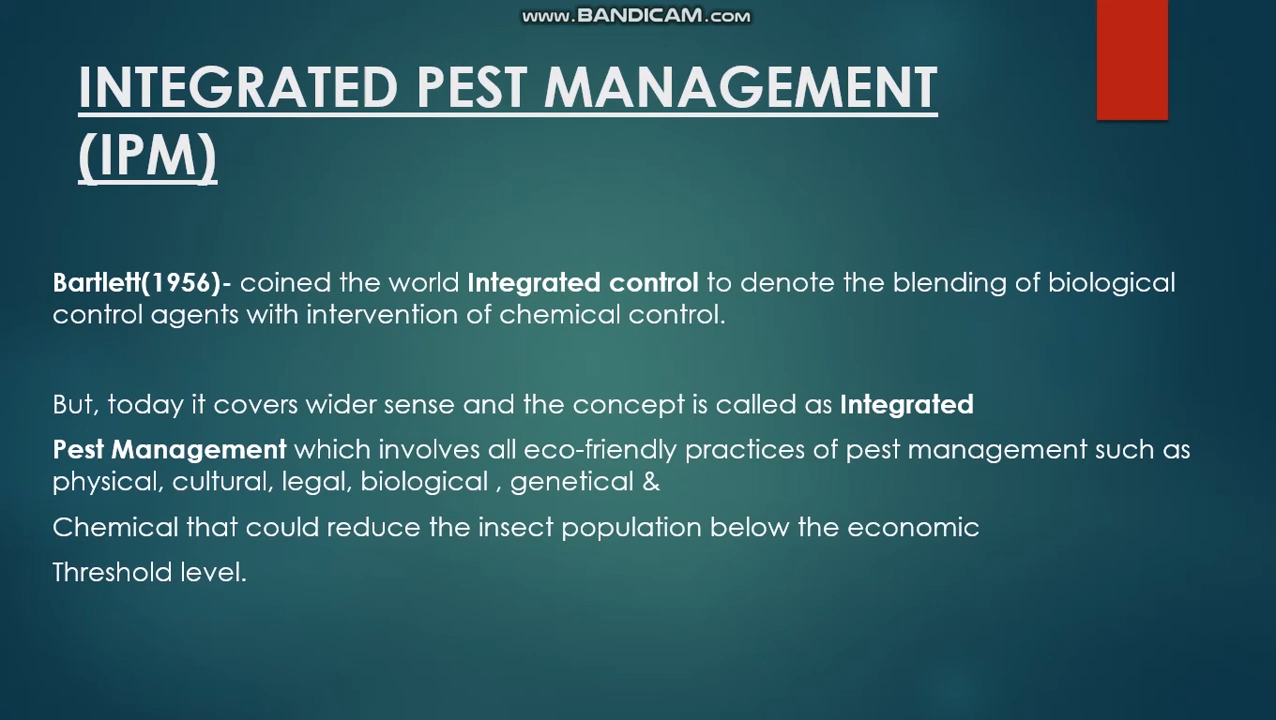 www.BANDICAM.com
INTEGRATED PEST MANAGEMENT
(IPM)
Bartlett(1956)- coined the world Integrated control to denote the blending of biological
control agents with intervention of chemical control.
But, today it covers wider sense and the concept is called as Integrated
Pest Management which involves all eco-friendly practices of pest management such as
physical, cultural, legal, biological , genetical &
Chemical that could reduce the insect population below the economic
Threshold level.